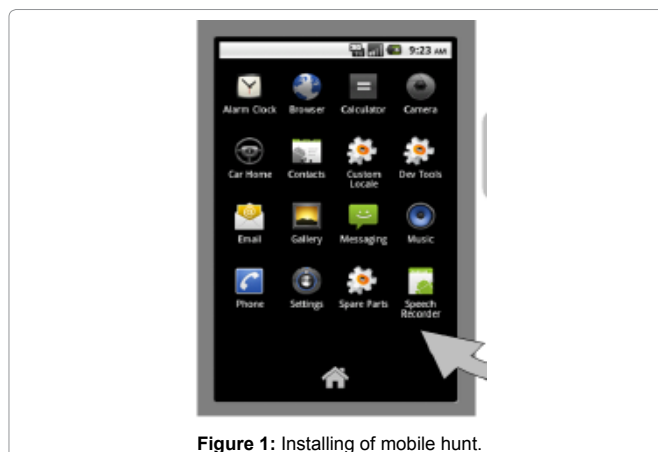 9:23 AM
Alarm Clock Browser Calculator Camera
Car Home Contacts Custom Locale Dev Tools
Email Gallery Messaging Music
Phone Settings Spare Parts Speech Recorder
Figure 1: Installing of mobile hunt.